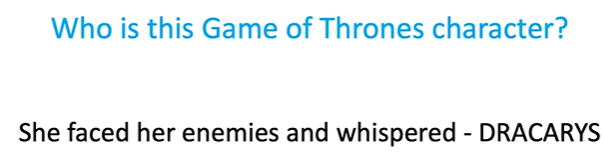 Who is this Game of Thrones character?
She faced her enemies and whispered - DRACARYS